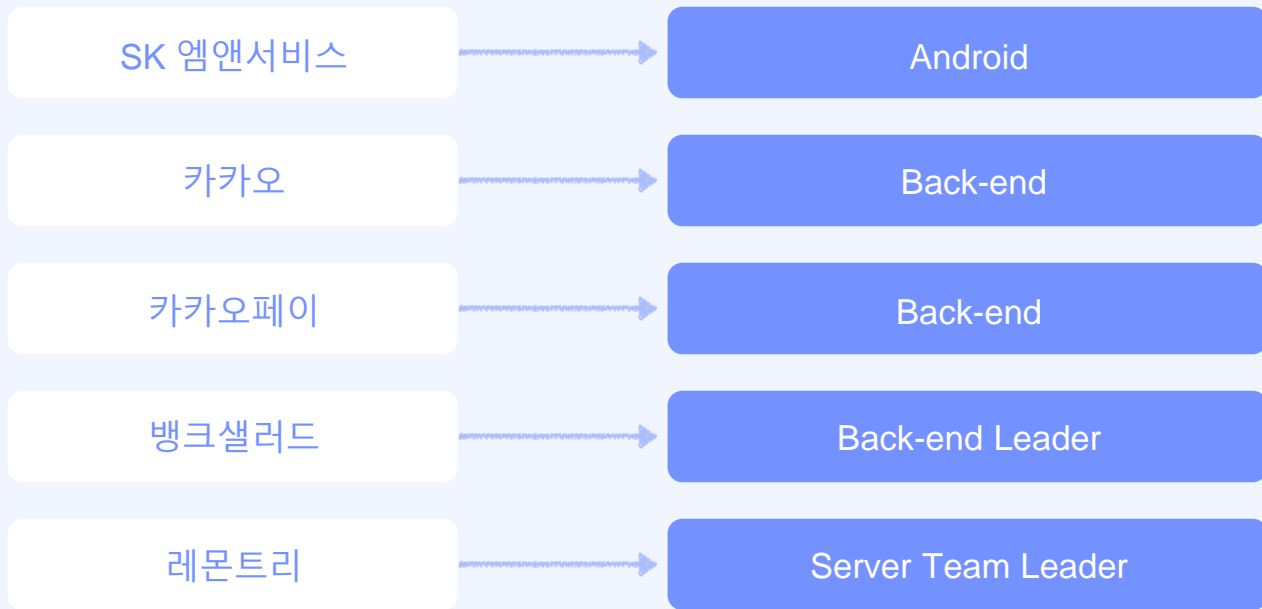 SK 엠앤서비스
Android
카카오
Back-end
카카오페이
Back-end
뱅크샐러드
Back-end Leader
레몬트리
Server Team Leader